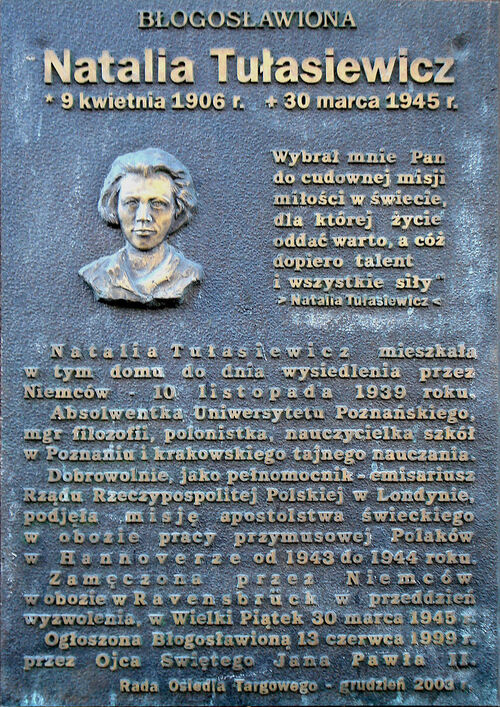 BŁOGOSŁAWIONA
Natalia Tułasiewicz
* 9 kwietnia 1906 r. + 30 marca 1945 r.
Wybrał mnie Pan
do cudownej misji
miłości w świecie,
dla której życie
oddać warto, a cóż
dopiero talent
i wszystkie siły
> Natalia Tułasiewicz <
Natalia Tułasiewicz mieszkała
w tym domu do dnia wysiedlenia przez
Niemców - 10 listopada 1939 roku.
Absolwentka Uniwersytetu Poznańskiego,
mgr filozofii, polonistka, nauczycielka szkół
w Poznaniu i krakowskiego tajnego nauczania.
Dobrowolnie, jako pełnomocnik - emisariusz
Rządu Rzeczypospolitej Polskiej w Londynie,
podjęła misję apostolstwa świeckiego
w obozie pracy przymusowej Polaków
w Hannoverze od 1943 do 1944 roku.
Zamęczona przez Niemców
w obozie w Ravensbrück w przeddzień
wyzwolenia, w Wielki Piątek 30 marca 1945 r.
Ogłoszona Błogosławioną 13 czerwca 1999 r.
przez Ojca Świętego Jana Pawła II.
Rada Osiedla Targowego - grudzień 2003 r.